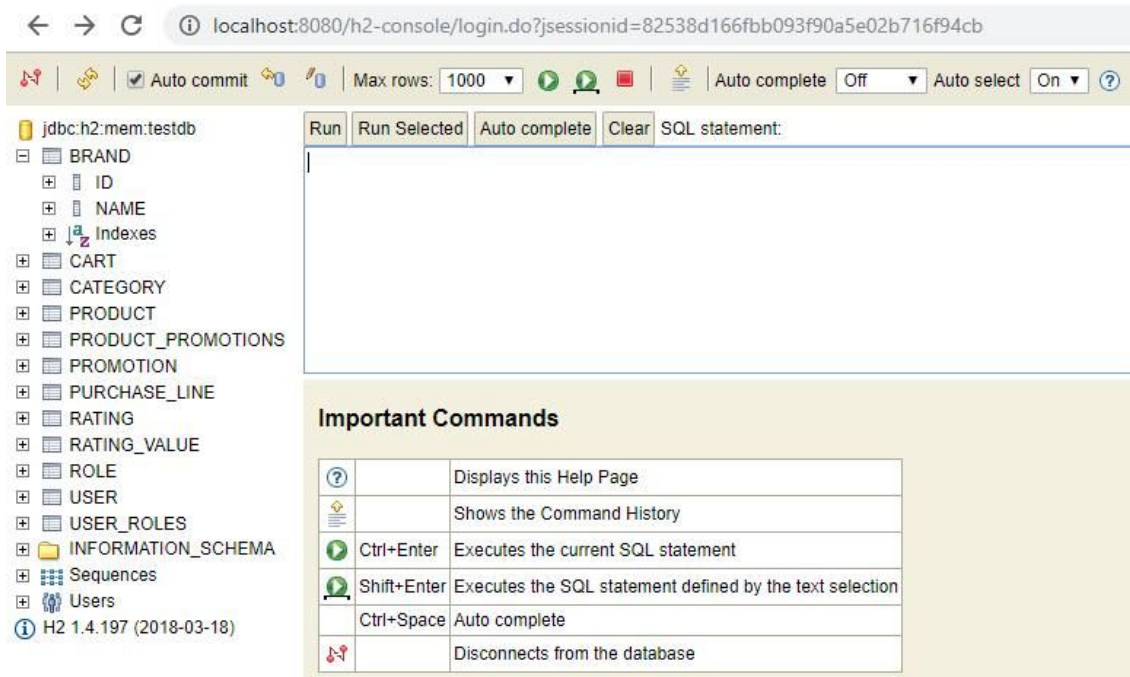 localhost:8080/h2-console/login.do?jsessionid=82538d166fbb093f90a5e02b716f94cb
Auto commit Max rows: 1000 Auto complete Off Auto select On
jdbc:h2:mem:testdb
BRAND
ID
NAME
Indexes
CART
CATEGORY
PRODUCT
PRODUCT_PROMOTIONS
PROMOTION
PURCHASE_LINE
RATING
RATING_VALUE
ROLE
USER
USER_ROLES
INFORMATION_SCHEMA
Sequences
Users
H2 1.4.197 (2018-03-18)
Run Run Selected Auto complete Clear SQL statement:
Important Commands
Displays this Help Page
Shows the Command History
Ctrl+Enter Executes the current SQL statement
Shift+Enter Executes the SQL statement defined by the text selection
Ctrl+Space Auto complete
Disconnects from the database